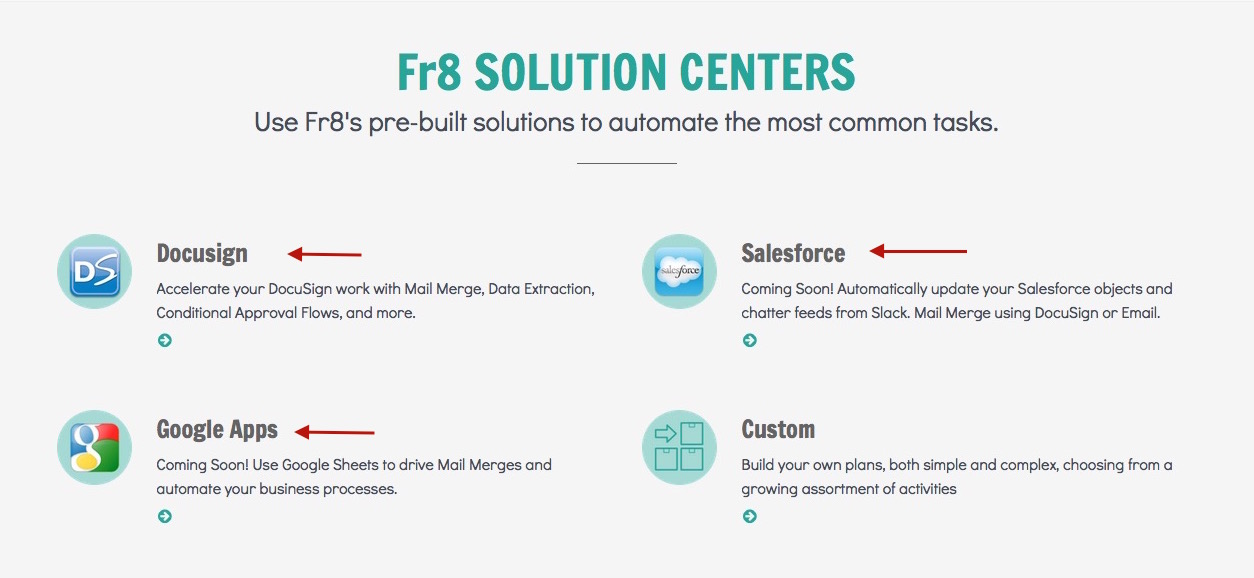 Fr8 SOLUTION CENTERS
Use Fr8's pre-built solutions to automate the most common tasks.
DS
Docusign
Accelerate your DocuSign work with Mail Merge, Data Extraction,
Conditional Approval Flows, and more.
salesforce
Salesforce
Coming Soon! Automatically update your Salesforce objects and
chatter feeds from Slack. Mail Merge using DocuSign or Email.
g
Google Apps
Coming Soon! Use Google Sheets to drive Mail Merges and
automate your business processes.
Custom
Build your own plans, both simple and complex, choosing from a
growing assortment of activities